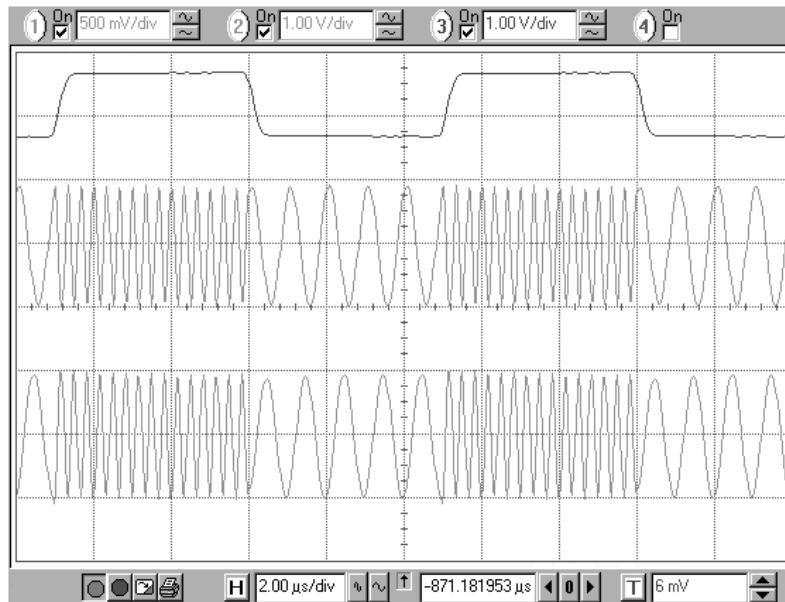 1 On 500 mV/div 2 On 1.00 V/div 3 On 1.00 V/div 4 On
H 2.00 µs/div -871.181953 µs 0 T 6 mV